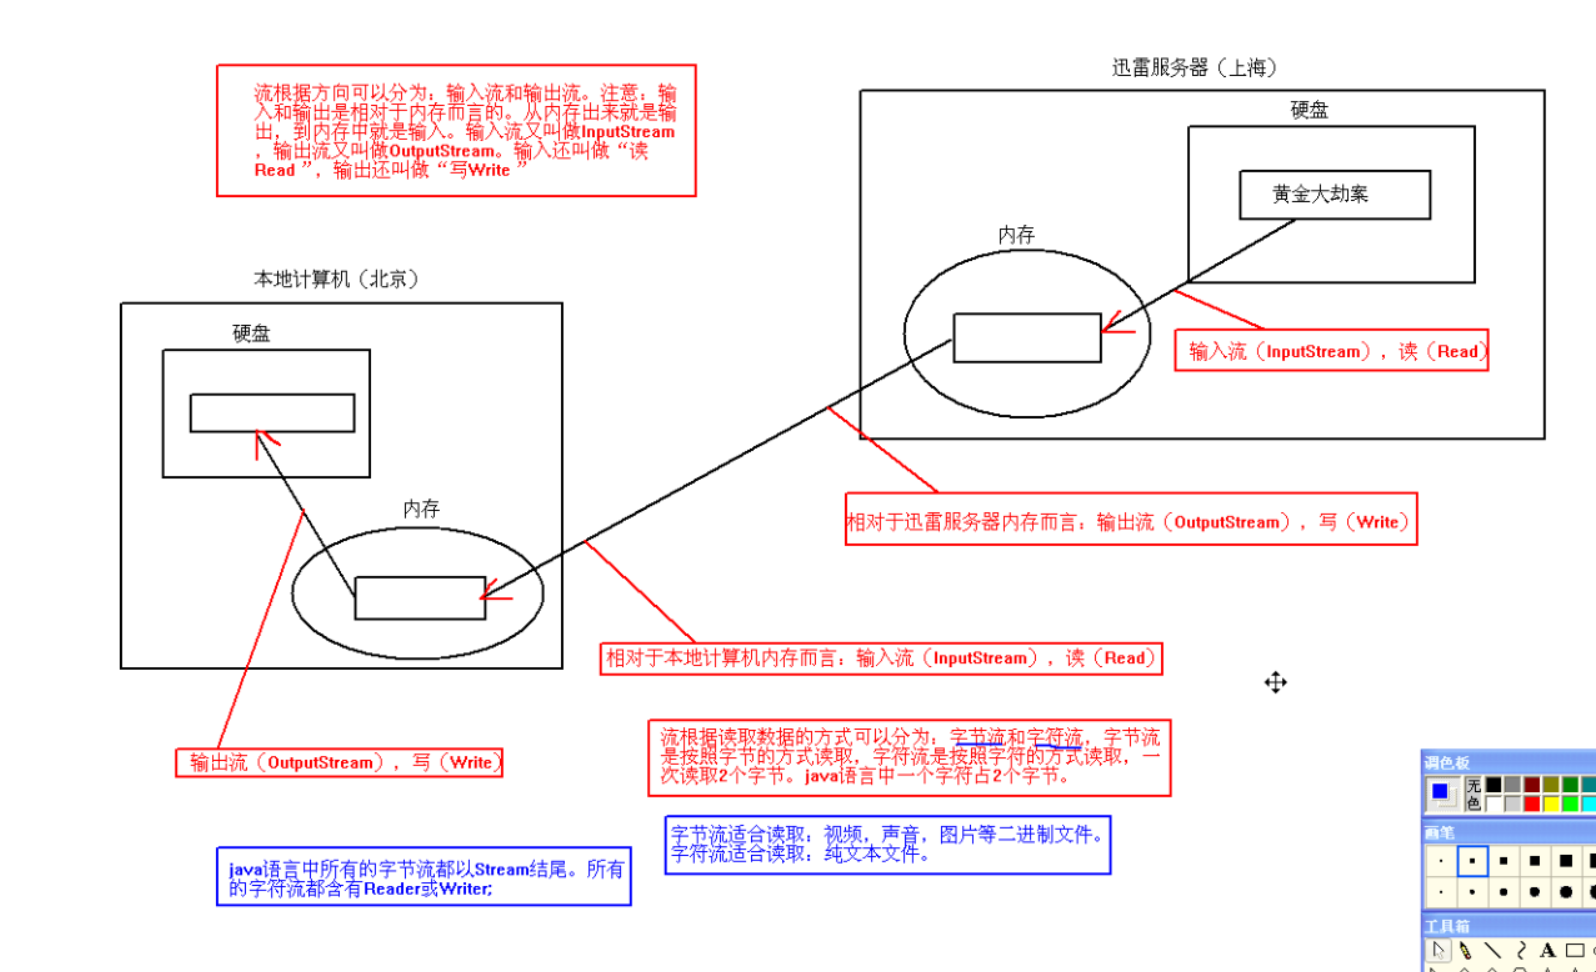 迅雷服务器（上海）
流根据方向可以分为：输入流和输出流。注意：输
入和输出是相对于内存而言的。从内存出来就是输
出，到内存中就是输入。输入流又叫做InputStream
，输出流又叫做OutputStream。输入还叫做“读
Read ”，输出还叫做“写Write ”
硬盘
黄金大劫案
内存
本地计算机（北京）
硬盘
输入流（InputStream），读（Read）
内存
相对于迅雷服务器内存而言：输出流（OutputStream），写（Write）
相对于本地计算机内存而言：输入流（InputStream），读（Read）
输出流（OutputStream），写（Write）
流根据读取数据的方式可以分为：字节流和字符流，字节流
是按照字节的方式读取，字符流是按照字符的方式读取，一
次读取2个字节。java语言中一个字符占2个字节。
字节流适合读取：视频，声音，图片等二进制文件。
字符流适合读取：纯文本文件。
java语言中所有的字节流都以Stream结尾。所有
的字符流都含有Reader或Writer;
调色板
无
色
画笔
工具箱
A